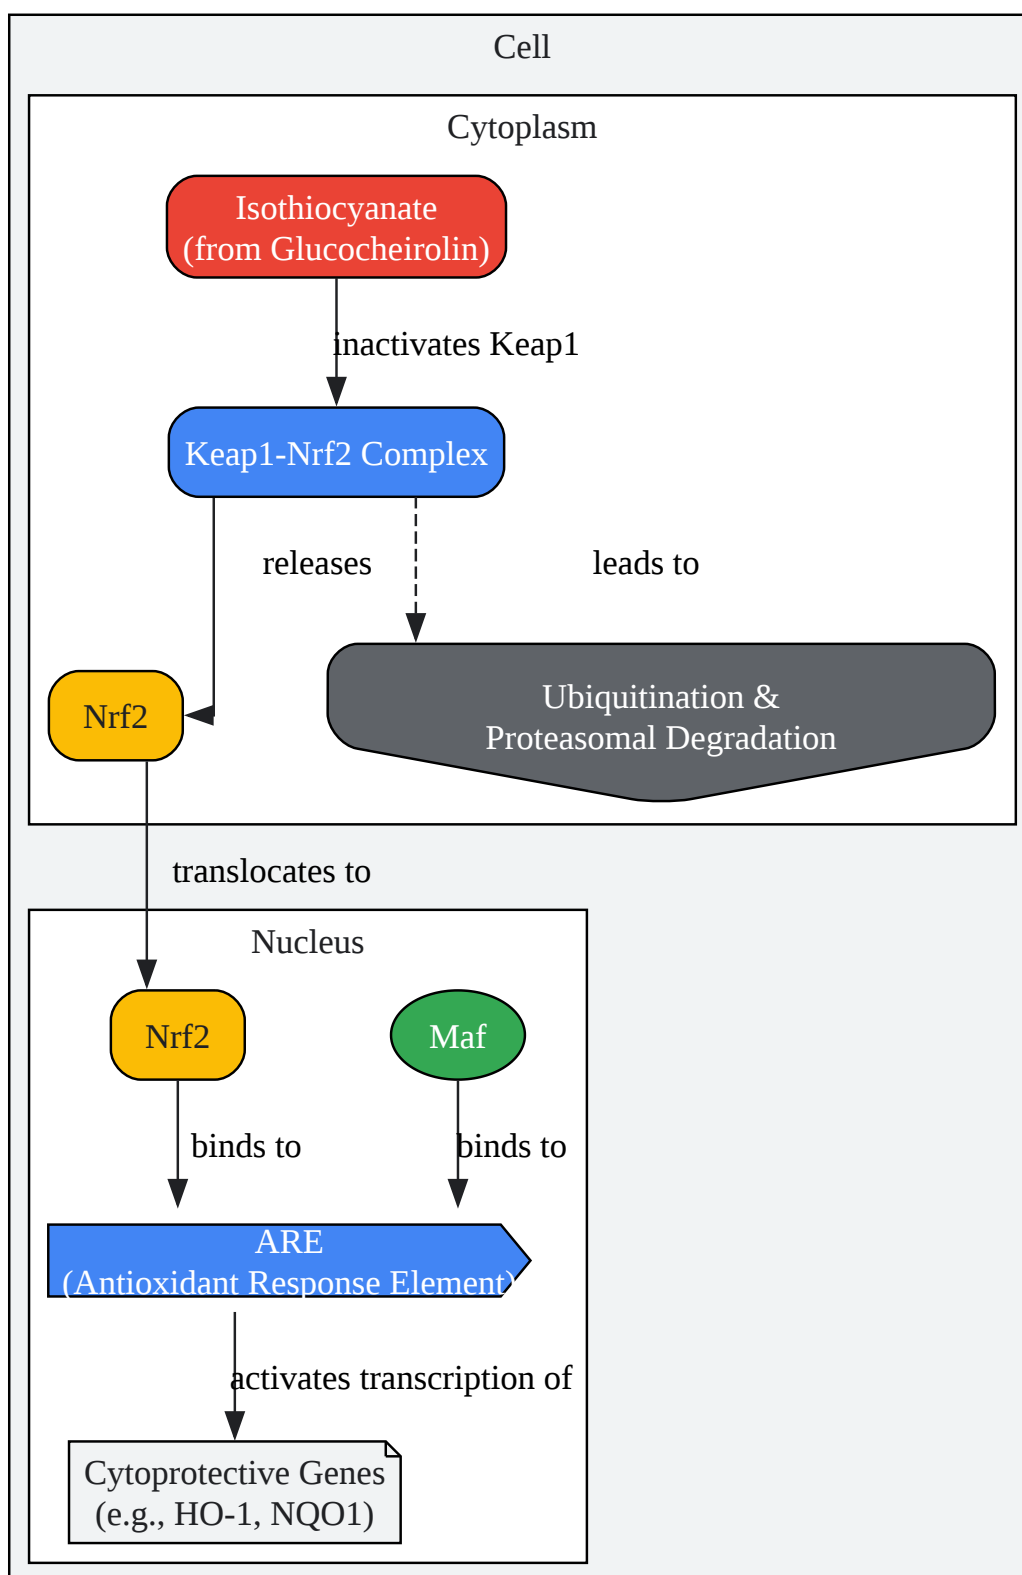 Cell
Cytoplasm
Isothiocyanate
(from Glucocheirolin)
inactivates Keap1
Keap1-Nrf2 Complex
releases
leads to
Nrf2
Ubiquitination &
Proteasomal Degradation
translocates to
Nucleus
Nrf2
Maf
binds to
binds to
ARE
(Antioxidant Response Element)
activates transcription of
Cytoprotective Genes
(e.g., HO-1, NQO1)